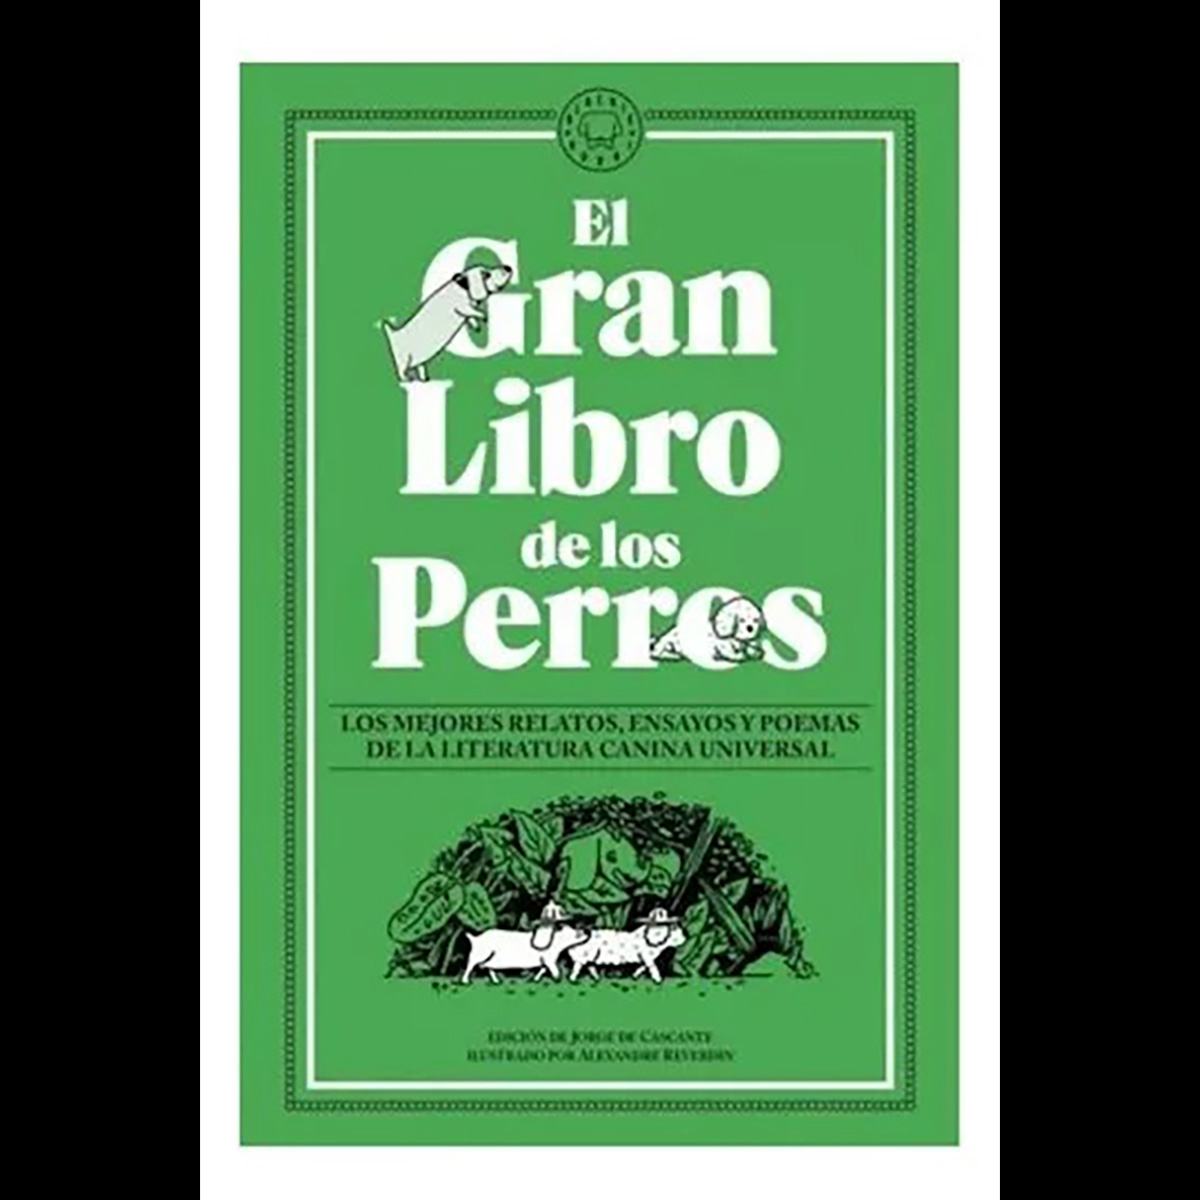 El
Gran
Libro
de los
Perros
LOS MEJORES RELATOS, ENSAYOS Y POEMAS
DE LA LITERATURA CANINA UNIVERSAL
EDICIÓN DE JORGE DE CASCANTE
ILUSTRADO POR ALEXANDRE REVERDIN